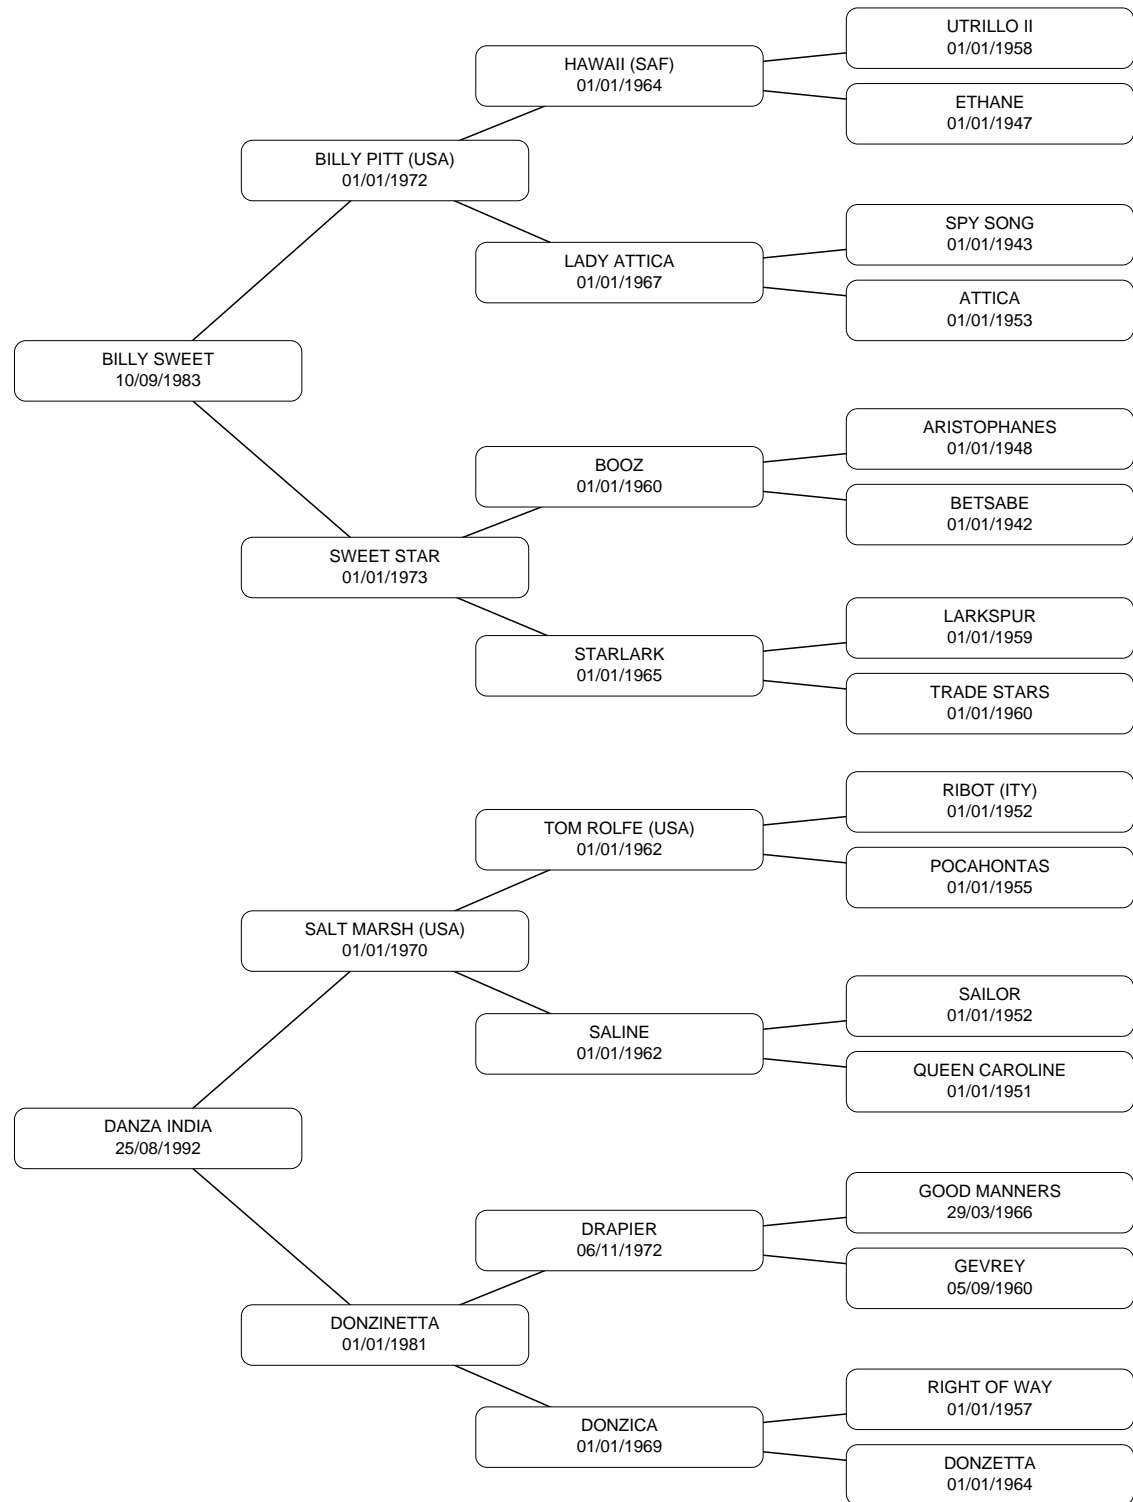 UTRILLO II
01/01/1958
HAWAII (SAF)
01/01/1964
ETHANE
01/01/1947
BILLY PITT (USA)
01/01/1972
SPY SONG
01/01/1943
LADY ATTICA
01/01/1967
ATTICA
01/01/1953
BILLY SWEET
10/09/1983
ARISTOPHANES
01/01/1948
BOOZ
01/01/1960
BETSABE
01/01/1942
SWEET STAR
01/01/1973
LARKSPUR
01/01/1959
STARLARK
01/01/1965
TRADE STARS
01/01/1960
RIBOT (ITY)
01/01/1952
TOM ROLFE (USA)
01/01/1962
POCAHONTAS
01/01/1955
SALT MARSH (USA)
01/01/1970
SAILOR
01/01/1952
SALINE
01/01/1962
QUEEN CAROLINE
01/01/1951
DANZA INDIA
25/08/1992
GOOD MANNERS
29/03/1966
DRAPIER
06/11/1972
GEVREY
05/09/1960
DONZINETTA
01/01/1981
RIGHT OF WAY
01/01/1957
DONZICA
01/01/1969
DONZETTA
01/01/1964